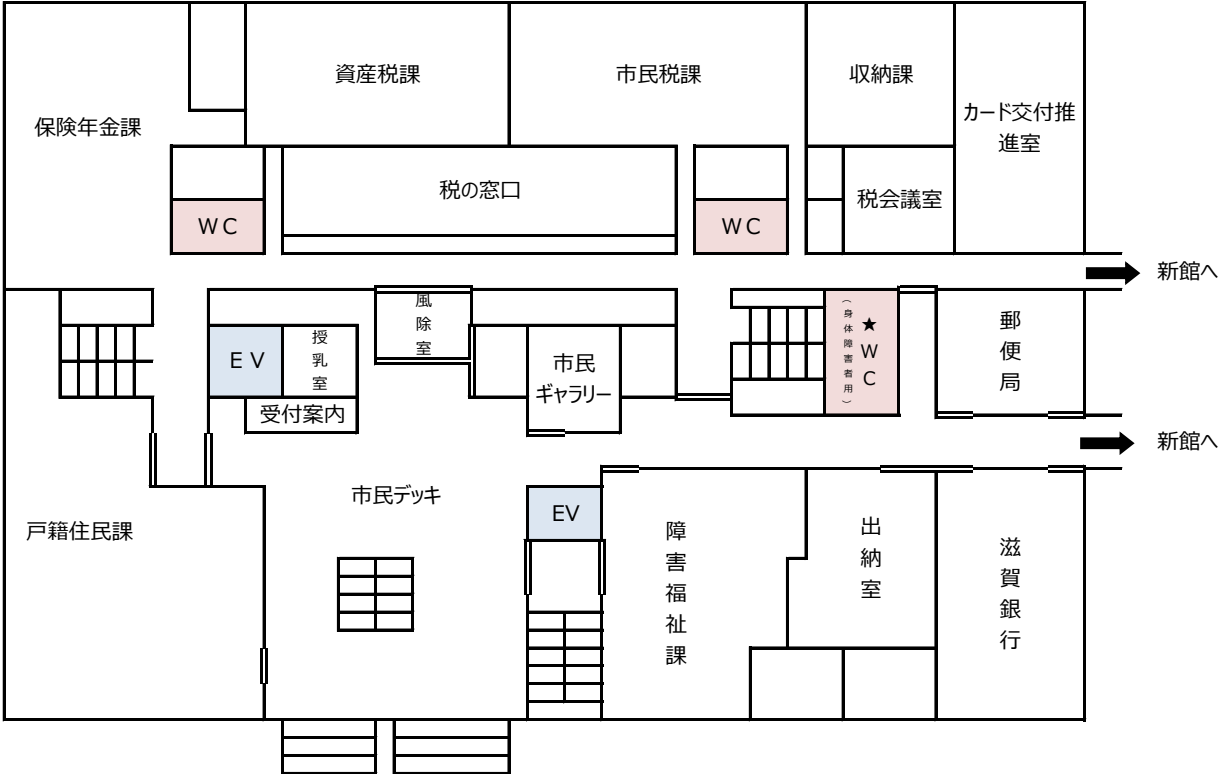 資産税課
市民税課
収納課
カード交付推
進室
保険年金課
税の窓口
税会議室
ＷＣ
ＷＣ
新館へ
風除室
授乳室
ＥＶ
受付案内
市民
ギャラリー
★ＷＣ
（身体障害者用）
郵便局
新館へ
市民デッキ
EV
戸籍住民課
障害福祉課
出納室
滋賀銀行